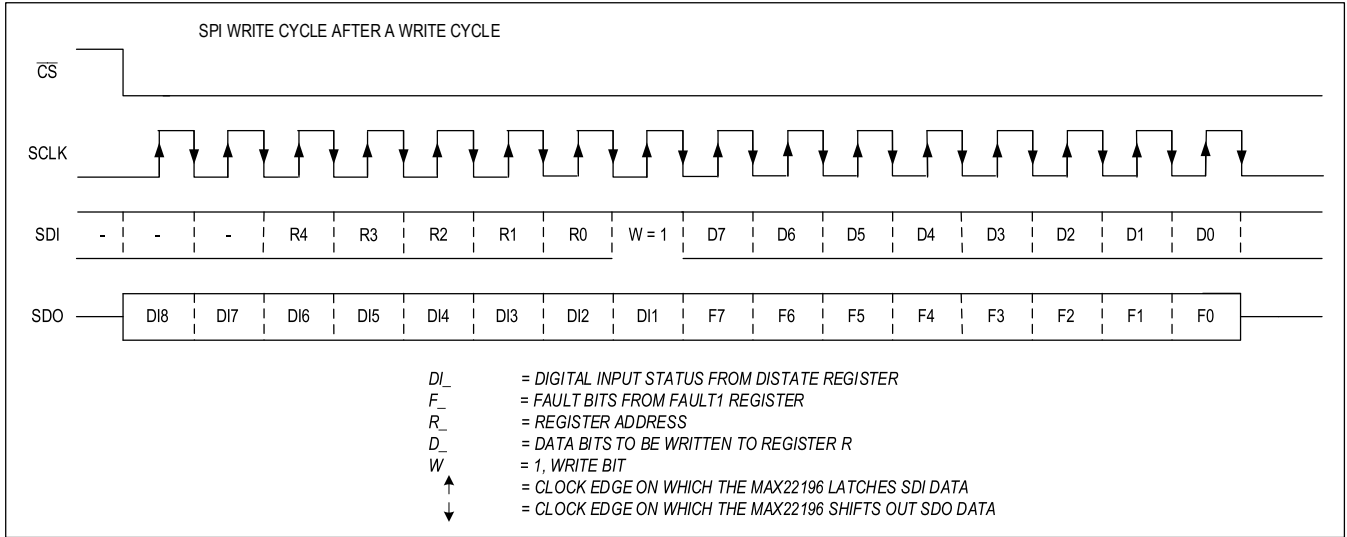 SPI WRITE CYCLE AFTER A WRITE CYCLE
CS
SCLK
SDI - - - R4 R3 R2 R1 R0 W = 1 D7 D6 D5 D4 D3 D2 D1 D0
SDO DI8 DI7 DI6 DI5 DI4 DI3 DI2 DI1 F7 F6 F5 F4 F3 F2 F1 F0
DI_ = DIGITAL INPUT STATUS FROM DISTATE REGISTER
F_ = FAULT BITS FROM FAULT1 REGISTER
R_ = REGISTER ADDRESS
D_ = DATA BITS TO BE WRITTEN TO REGISTER R
W = 1, WRITE BIT
= CLOCK EDGE ON WHICH THE MAX22196 LATCHES SDI DATA
= CLOCK EDGE ON WHICH THE MAX22196 SHIFTS OUT SDO DATA